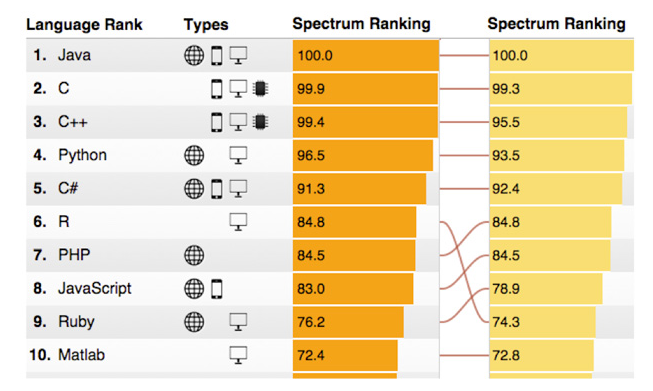 Language Rank Types Spectrum Ranking Spectrum Ranking
1. Java 100.0 100.0
2. C 99.9 99.3
3. C++ 99.4 95.5
4. Python 96.5 93.5
5. C# 91.3 92.4
6. R 84.8 84.8
7. PHP 84.5 84.5
8. JavaScript 83.0 78.9
9. Ruby 76.2 74.3
10. Matlab 72.4 72.8